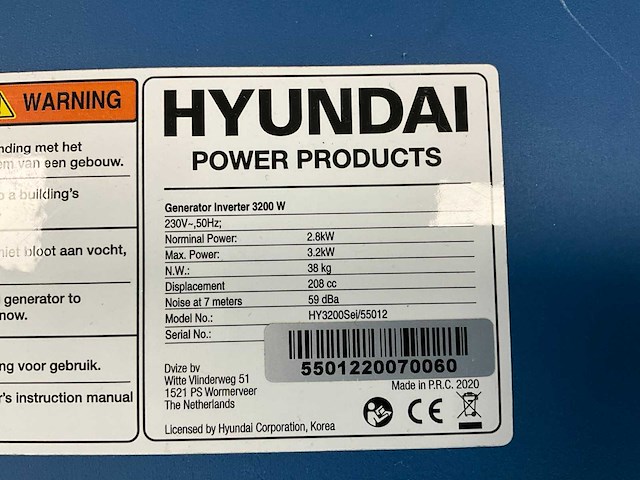 WARNING
nding met het
em van een gebouw.
o a building's
niet bloot aan vocht,
generator to
now.
ng voor gebruik.
r's instruction manual
HYUNDAI
POWER PRODUCTS
Generator Inverter 3200 W
230V~,50Hz;
Norminal Power: 2.8kW
Max. Power: 3.2kW
N.W.: 38 kg
Displacement 208 cc
Noise at 7 meters 59 dBa
Model No.: HY3200Sei/55012
Serial No.:
5501220070060
Dvize bv
Witte Vlinderweg 51
1521 PS Wormerveer
The Netherlands
Made in P.R.C. 2020
CE
Licensed by Hyundai Corporation, Korea